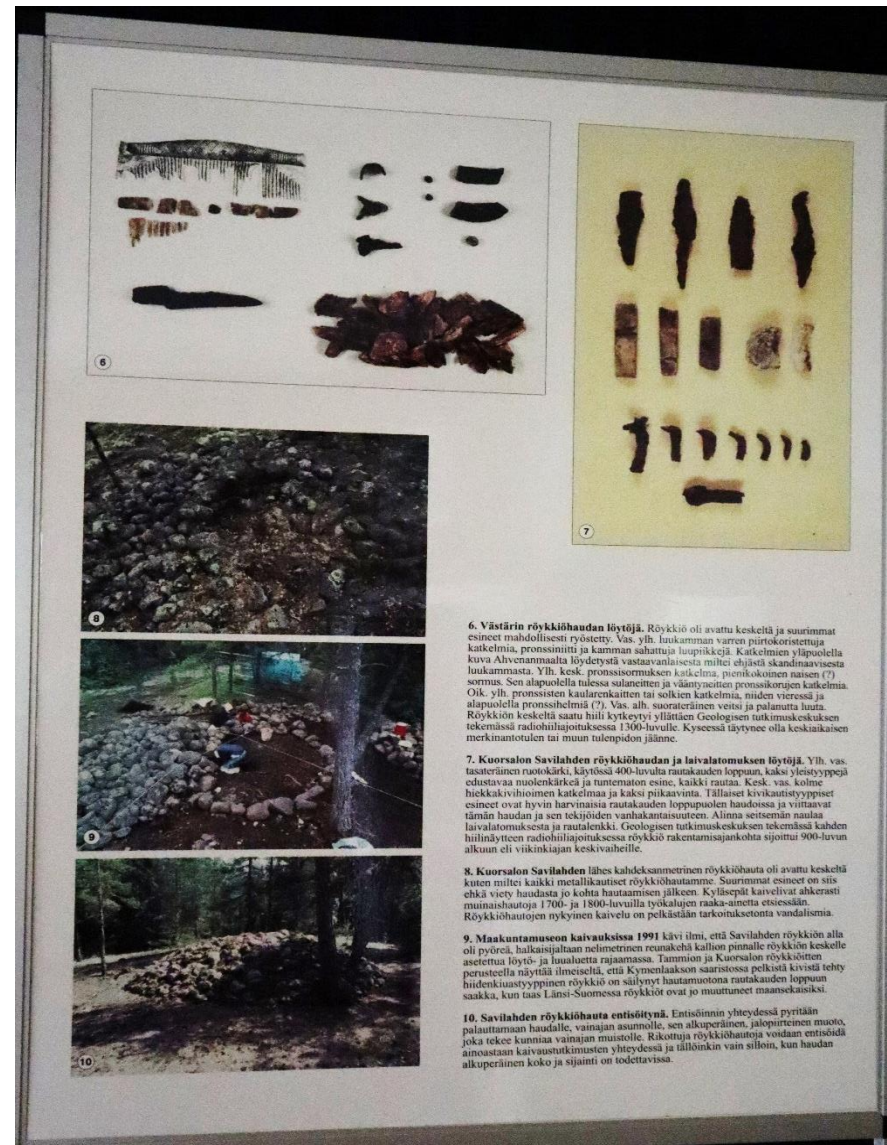 6
7
8
9
10
6. Västärin röykkiöhaudan löytöjä. Röykkiö oli avattu keskeltä ja suurimmat
esineet mahdollisesti ryöstetty. Vas. ylh. luukamman varren piirtokoristettuja
katkelmia, pronssiniitti ja kamman sahattuja luupiikkejä. Katkelmien yläpuolella
kuva Ahvenanmaalta löydetystä vastaavanlaisesta miltei ehjästä skandinaavisesta
luukammasta. Ylh. kesk. pronssisormuksen katkelma, pienikokoinen naisen (?)
sormus. Sen alapuolella tulessa sulaneitten ja vääntyneitten pronssikorujen katkelmia.
Oik. ylh. pronssisten kaularenkaitten tai solkien katkelmia, niiden vieressä ja
alapuolella pronssihelmiä (?). Vas. alh. suorateräinen veitsi ja palanutta luuta.
Röykkiön keskeltä saatu hiili kytkeytyi yllättäen Geologisen tutkimuskeskuksen
tekemässä radiohiiliajoituksessa 1300-luvulle. Kyseessä täytynee olla keskiaikaisen
merkinantotulen tai muun tulenpidon jäänne.
7. Kuorsalon Savilahden röykkiöhaudan ja laivalatomuksen löytöjä. Ylh. vas.
tasateräinen ruotokärki, käytössä 400-luvulta rautakauden loppuun, kaksi yleistyyppejä
edustavaa nuolenkärkeä ja tuntematon esine, kaikki rautaa. Kesk. vas. kolme
hiekkakivihioimen katkelmaa ja kaksi piikaavinta. Tällaiset kivikautistyyppiset
esineet ovat hyvin harvinaisia rautakauden loppupuolen haudoissa ja viittaavat
tämän haudan ja sen tekijöiden vanhakantaisuuteen. Alinna seitsemän naulaa
laivalatomuksesta ja rautalenkki. Geologisen tutkimuskeskuksen tekemässä kahden
hiilinäytteen radiohiiliajoituksessa röykkiö rakentamisajankohta sijoittui 900-luvun
alkuun eli viikinkiajan keskivaiheille.
8. Kuorsalon Savilahden lähes kahdeksanmetrinen röykkiöhauta oli avattu keskeltä
kuten miltei kaikki metallikautiset röykkiöhautamme. Suurimmat esineet on siis
ehkä viety haudasta jo kohta hautaamisen jälkeen. Kyläsepät kaivelivat ahkerasti
muinaishautoja 1700- ja 1800-luvuilla työkalujen raaka-ainetta etsiessään.
Röykkiöhautojen nykyinen kaivelu on pelkästään tarkoituksetonta vandalismia.
9. Maakuntamuseon kaivauksissa 1991 kävi ilmi, että Savilahden röykkiön alla
oli pyöreä, halkaisijaltaan nelimetrinen reunakehä kallion pinnalle röykkiön keskelle
asetettua löytö- ja luualuetta rajaamassa. Tammion ja Kuorsalon röykkiöitten
perusteella näyttää ilmeiseltä, että Kymenlaakson saaristossa pelkistä kivistä tehty
hiidenkiuastyyppinen röykkiö on säilynyt hautamuotona rautakauden loppuun
saakka, kun taas Länsi-Suomessa röykkiöt ovat jo muuttuneet maansekaisiksi.
10. Savilahden röykkiöhauta entisöitynä. Entisöinnin yhteydessä pyritään
palauttamaan haudalle, vainajan asunnolle, sen alkuperäinen, jalopiirteinen muoto,
joka tekee kunniaa vainajan muistolle. Rikottuja röykkiöhautoja voidaan entisöidä
ainoastaan kaivaustutkimusten yhteydessä ja tällöinkin vain silloin, kun haudan
alkuperäinen koko ja sijainti on todettavissa.